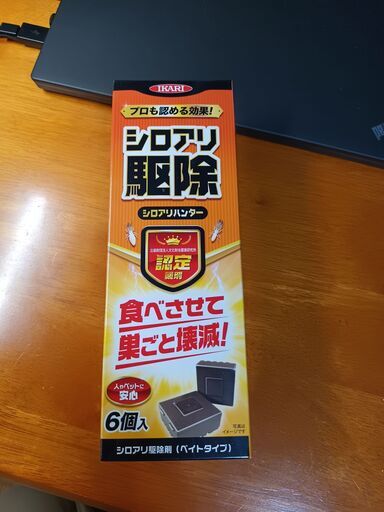 IKARI
プロも認める効果!
シロアリ
駆除
シロアリハンター
認定
薬剤
食べさせて
巣ごと壊滅!
人やペットに
安心
6個入
写真は
イメージです
シロアリ駆除剤(ベイトタイプ)